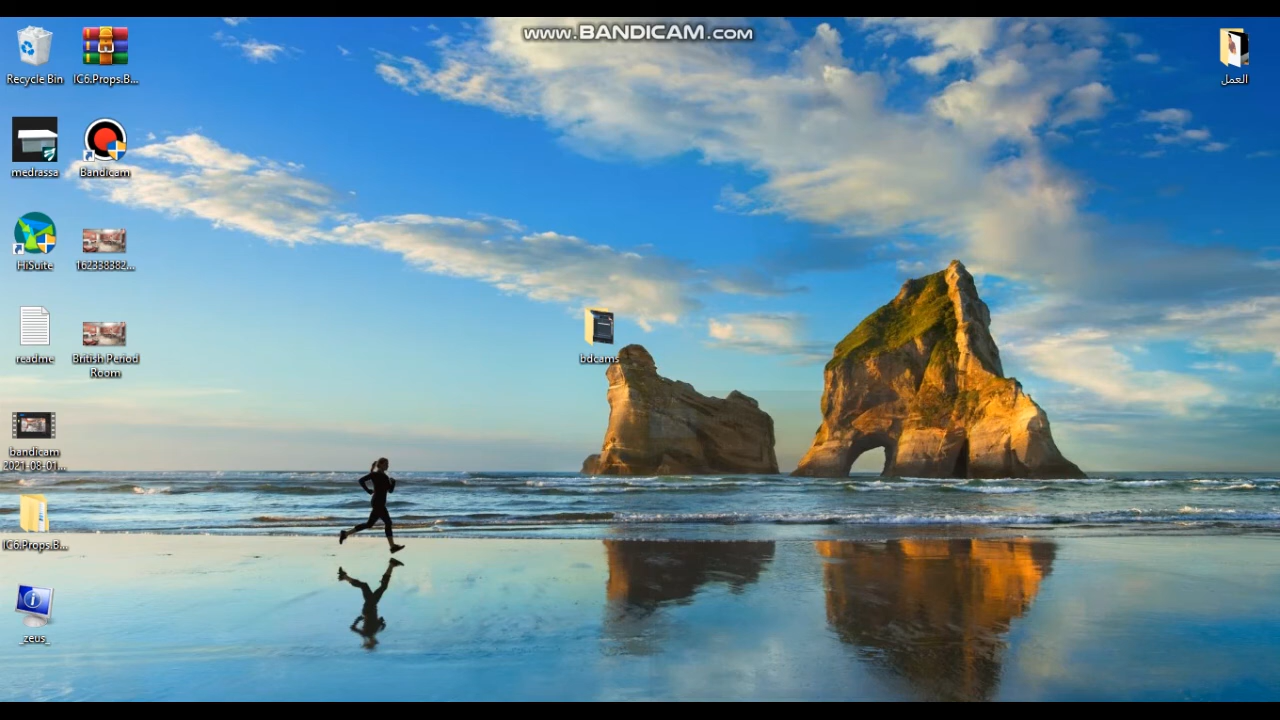 www.BANDICAM.com
Recycle Bin
IC6.Props.B...
العمل
medrassa
Bandicam
HiSuite
162338382...
readme
British Period
Room
bdcams
bandicam
2021-08-01...
IC6.Props.B...
_zeus_